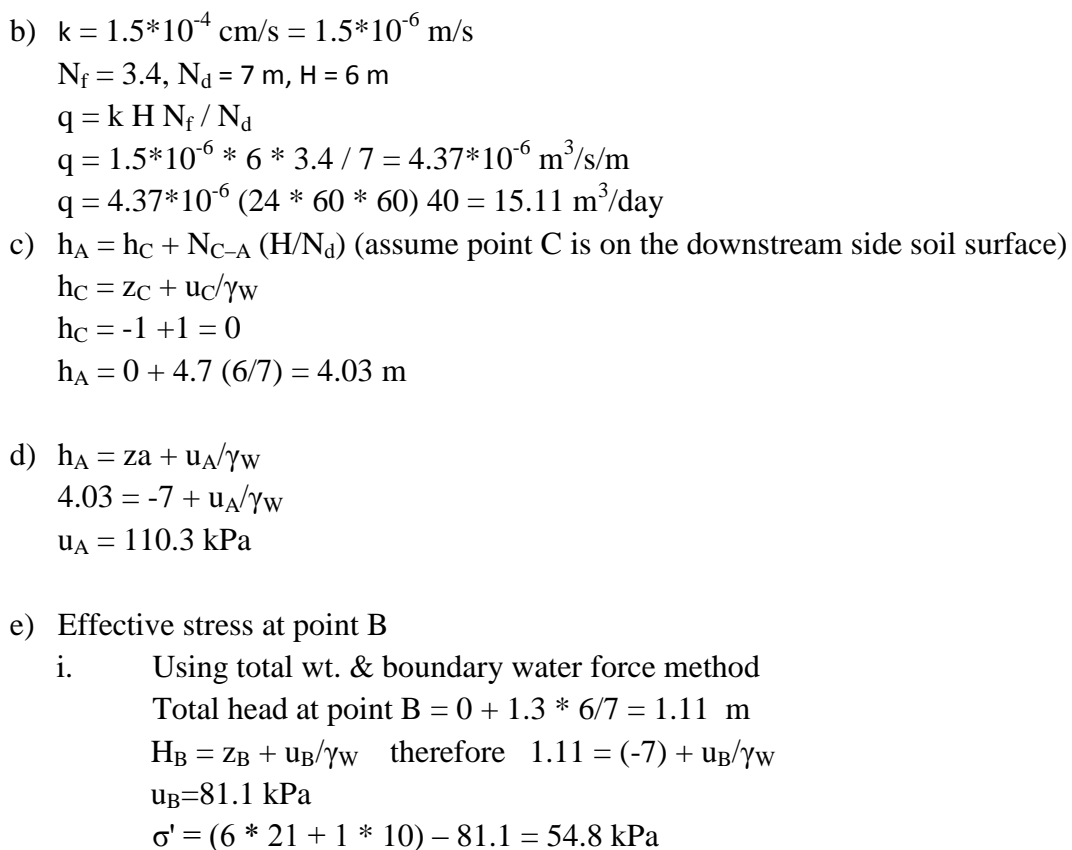 b) k = 1.5*10⁻⁴ cm/s = 1.5*10⁻⁶ m/s
N_f = 3.4, N_d = 7 m, H = 6 m
q = k H N_f / N_d
q = 1.5*10⁻⁶ * 6 * 3.4 / 7 = 4.37*10⁻⁶ m³/s/m
q = 4.37*10⁻⁶ (24 * 60 * 60) 40 = 15.11 m³/day
c) h_A = h_C + N_C–A (H/N_d) (assume point C is on the downstream side soil surface)
h_C = z_C + u_C/γ_W
h_C = -1 +1 = 0
h_A = 0 + 4.7 (6/7) = 4.03 m
d) h_A = za + u_A/γ_W
4.03 = -7 + u_A/γ_W
u_A = 110.3 kPa
e) Effective stress at point B
i. Using total wt. & boundary water force method
Total head at point B = 0 + 1.3 * 6/7 = 1.11 m
H_B = z_B + u_B/γ_W therefore 1.11 = (-7) + u_B/γ_W
u_B=81.1 kPa
σ' = (6 * 21 + 1 * 10) – 81.1 = 54.8 kPa